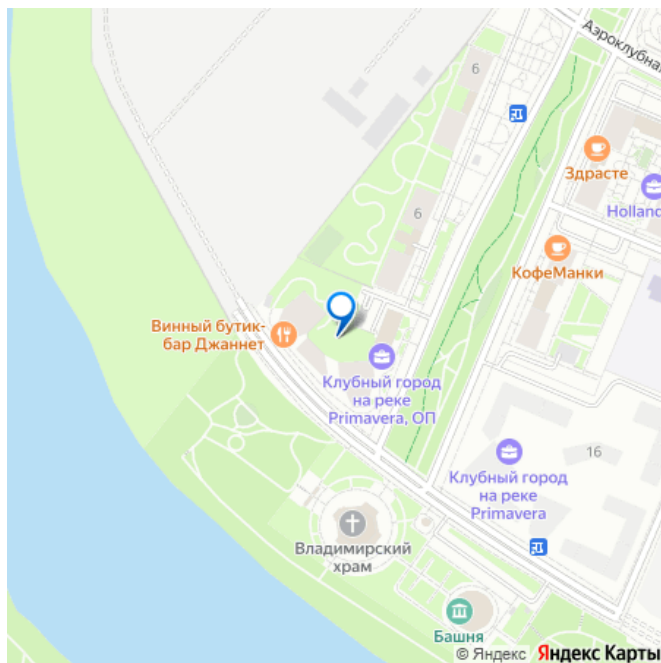 Аэроклубная
6
Здрасте
Holland
6
КофеМанки
Винный бутик-
бар Джаннет
Клубный город
на реке
Primavera, ОП
Клубный город
на реке
Primavera
16
Владимирский
храм
Башня
© Яндекс Яндекс Карты